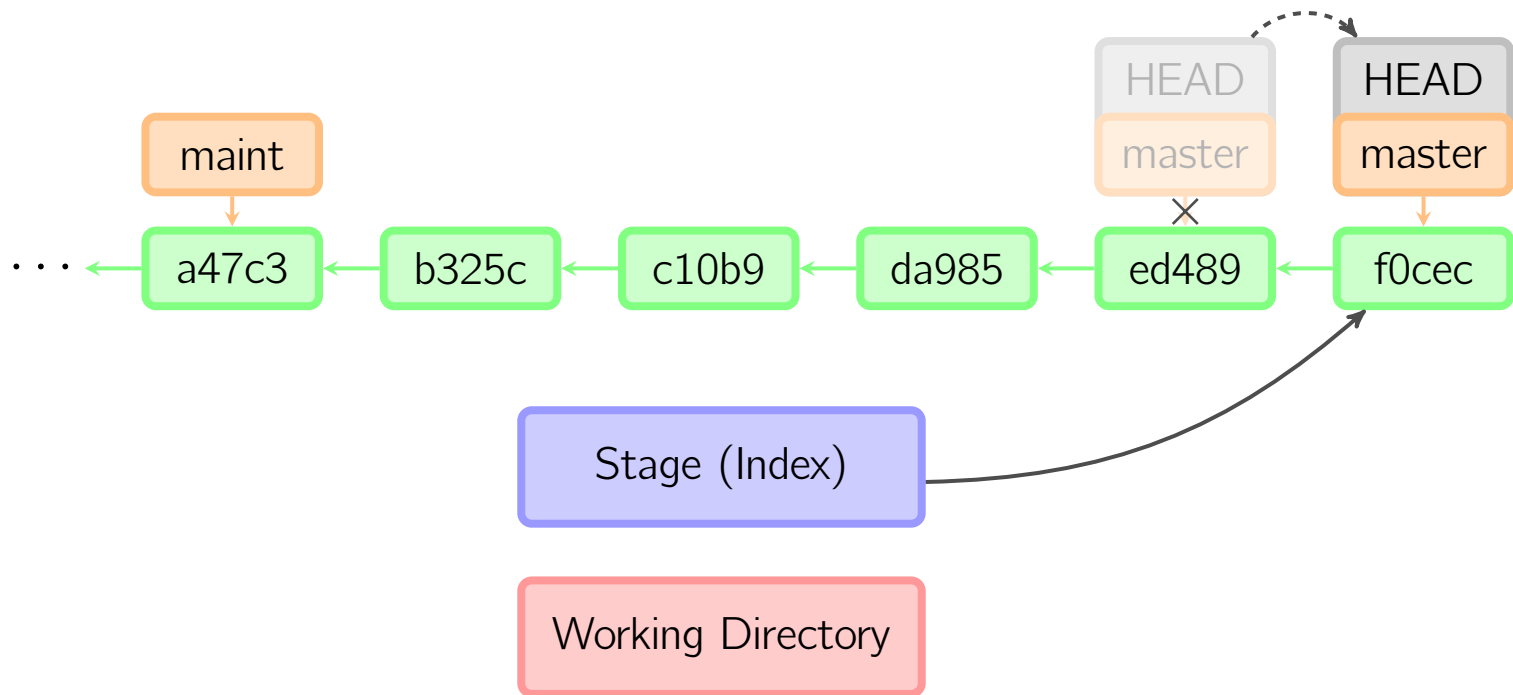 HEAD
HEAD
maint
master
master
· · ·
a47c3
b325c
c10b9
da985
ed489
f0cec
Stage (Index)
Working Directory